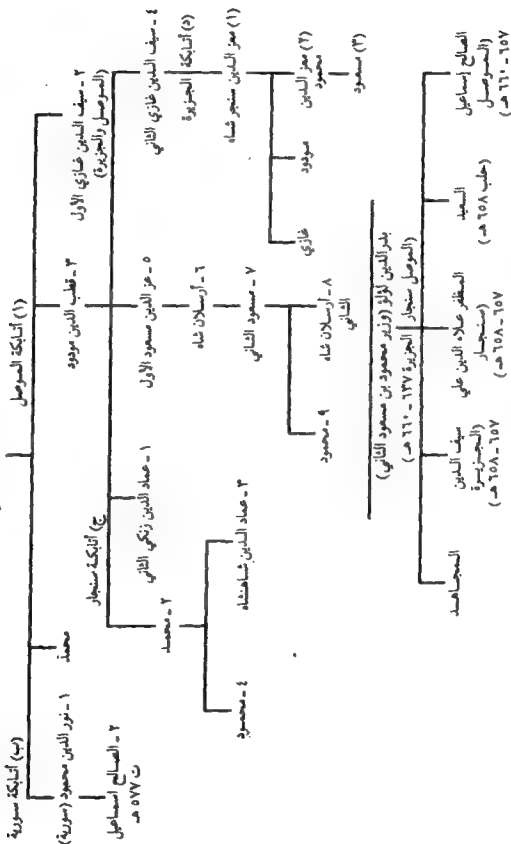 (ب) أتابكة سورية
(١) أتابكة الموصل
١ - نور الدين محمود (سورية)
محمد
٣ - قطب الدين مودود
٢ - سيف الدين غازي الأول
(الموصل والجزيرة)
٢ - الصالح اسماعيل
ت ٥٧٧ هـ
ج) أتابكة سنجار
٢ - محمد
١ - عماد الدين زنكي الثاني
٥ - عز الدين مسعود الأول
٤ - سيف الدين غازي الثاني
(٥) أتابكة الجزيرة
٤ - محمود
٣ - عماد الدين شاهنشاه
٦ - أرسلان شاه
(١) معز الدين سنجر شاه
٧ - مسعود الثاني
غازي
مودود
(٢) معز الدين
محمود
٩ - محمود
٨ - أرسلان شاه
الثاني
(٣) مسعود
بدر الدين لؤلؤ (وزير محمود بن مسعود الثاني)
(الموصل سنجار الجزيرة ٦٣٧ - ٦٦٠ هـ)
المجاهد
سيف الدين
(الجزيرة
٦٥٧ - ٦٥٨ هـ)
المظفر علاء الدين علي
(سنجار
٦٥٧ - ٦٥٨ هـ)
السعيد
(حلب ٦٥٨ هـ)
الصالح إسماعيل
(الموصل
٦٥٧ - ٦٦٠ هـ)